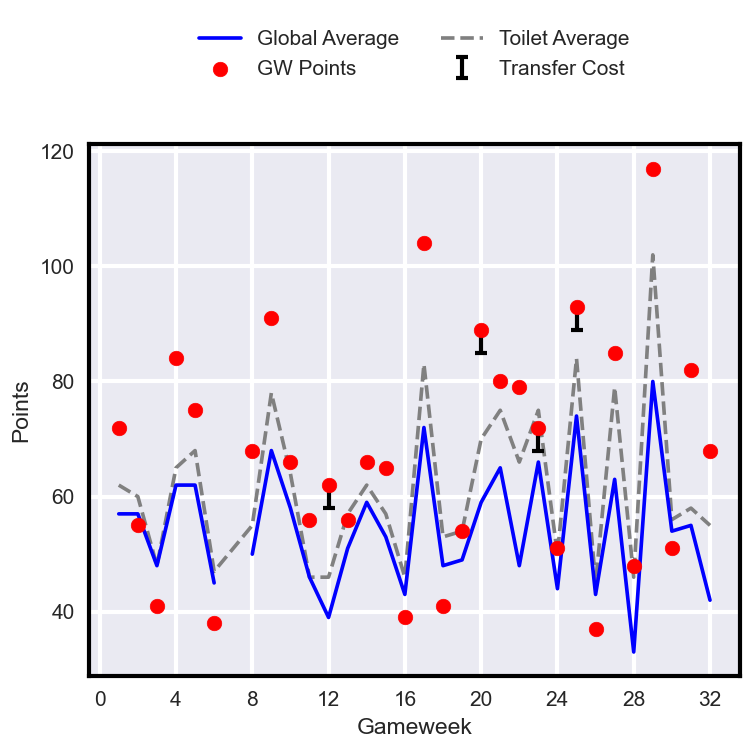 Global Average
Toilet Average
GW Points
Transfer Cost
120
100
80
60
40
Points
0 4 8 12 16 20 24 28 32
Gameweek